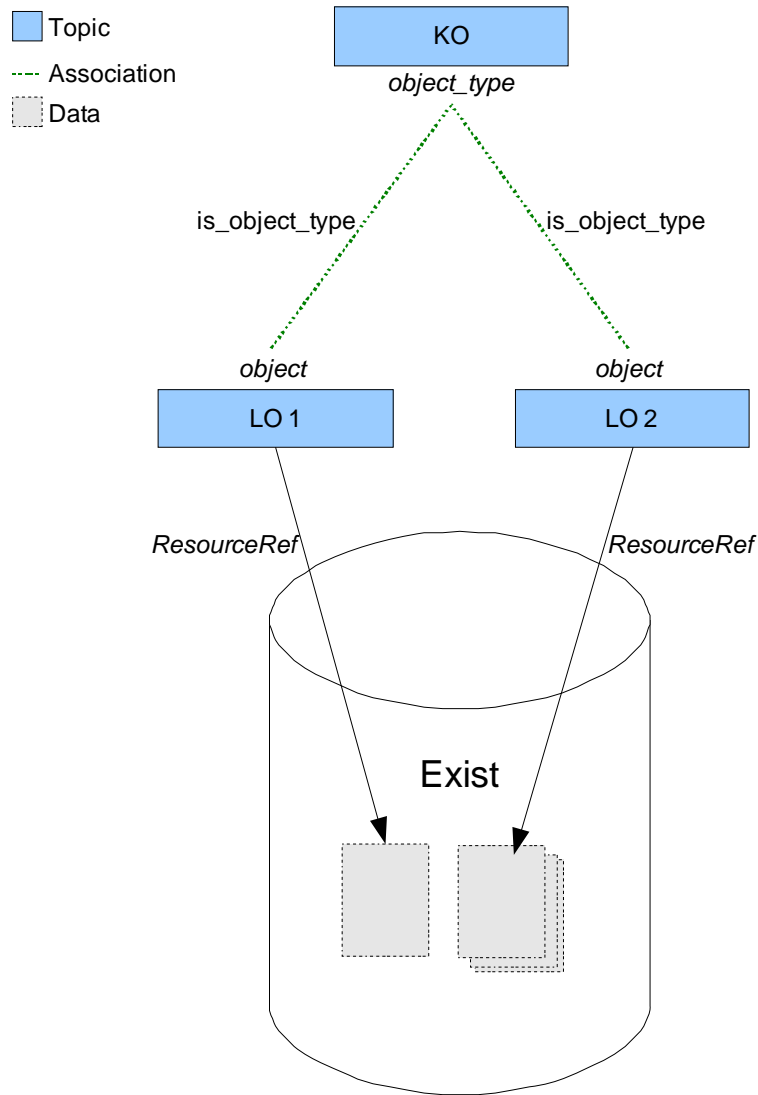 Topic
Association
Data
KO
object_type
is_object_type
is_object_type
object
object
LO 1
LO 2
ResourceRef
ResourceRef
Exist